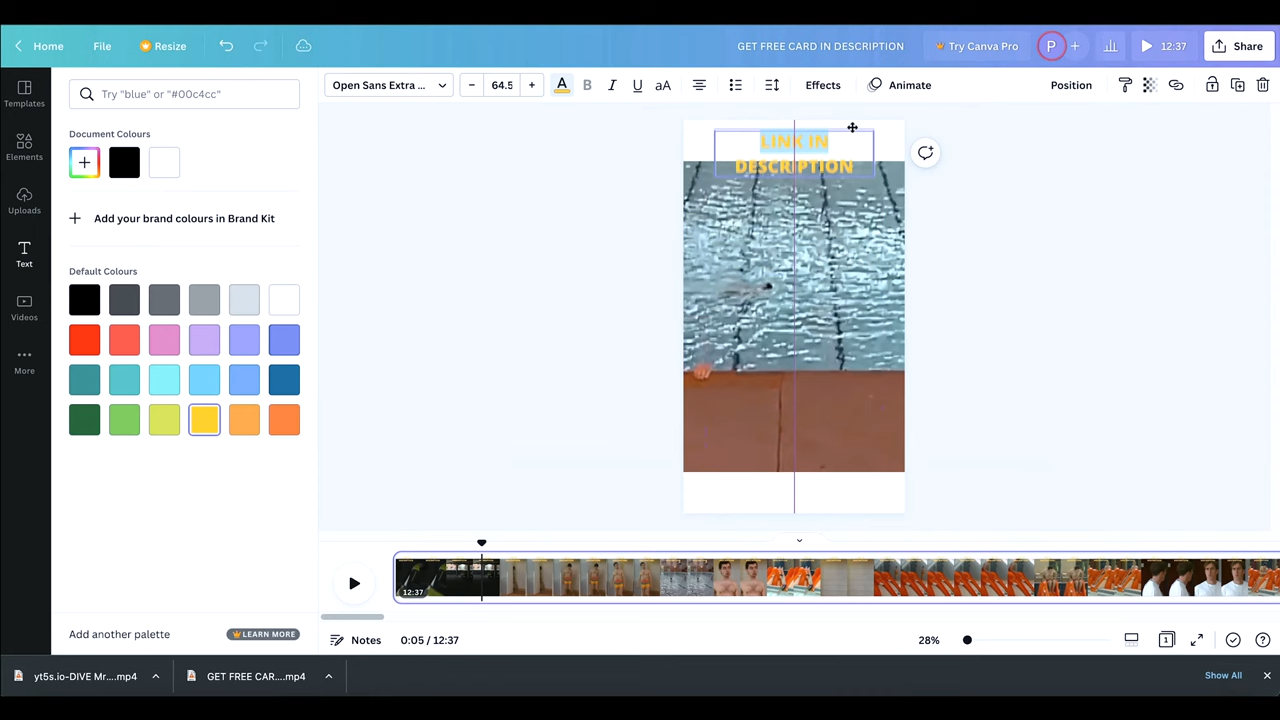 Home
File
Resize
GET FREE CARD IN DESCRIPTION
Try Canva Pro
P
12:37
Share
Templates
Elements
Uploads
Text
Videos
More
Try "blue" or "#00c4cc"
Document Colours
Add your brand colours in Brand Kit
Default Colours
Add another palette
LEARN MORE
Open Sans Extra ...
64.5
A
B
I
U
aA
Effects
Animate
Position
LINK IN
DESCRIPTION
12:37
Notes
0:05 / 12:37
28%
1
yt5s.io-DIVE Mr....mp4
GET FREE CAR....mp4
Show All